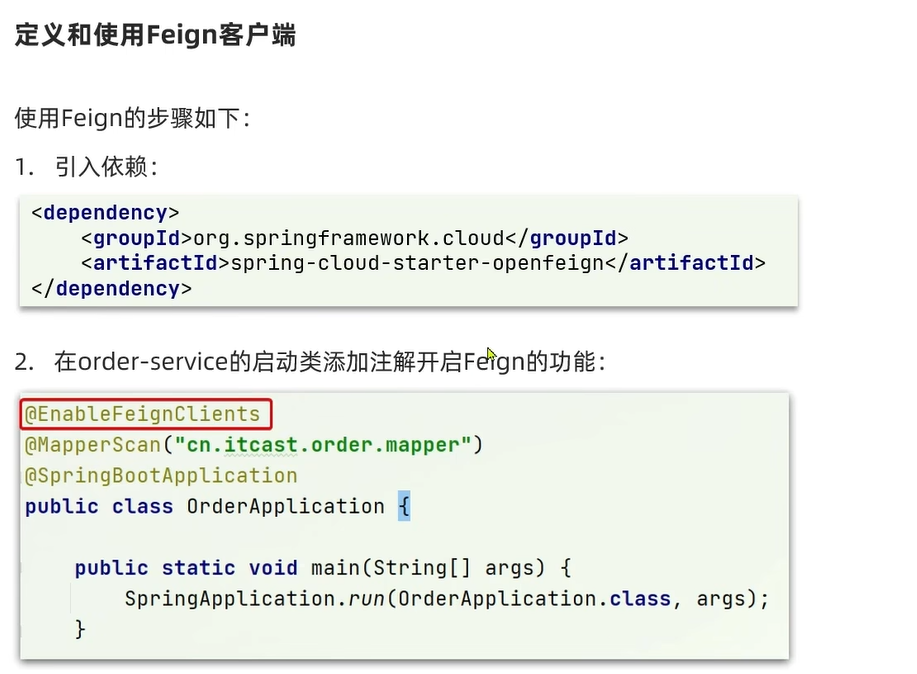 定义和使用Feign客户端
使用Feign的步骤如下：
1. 引入依赖：
<dependency>
    <groupId>org.springframework.cloud</groupId>
    <artifactId>spring-cloud-starter-openfeign</artifactId>
</dependency>
2. 在order-service的启动类添加注解开启Feign的功能：
@EnableFeignClients
@MapperScan("cn.itcast.order.mapper")
@SpringBootApplication
public class OrderApplication {
    public static void main(String[] args) {
        SpringApplication.run(OrderApplication.class, args);
    }